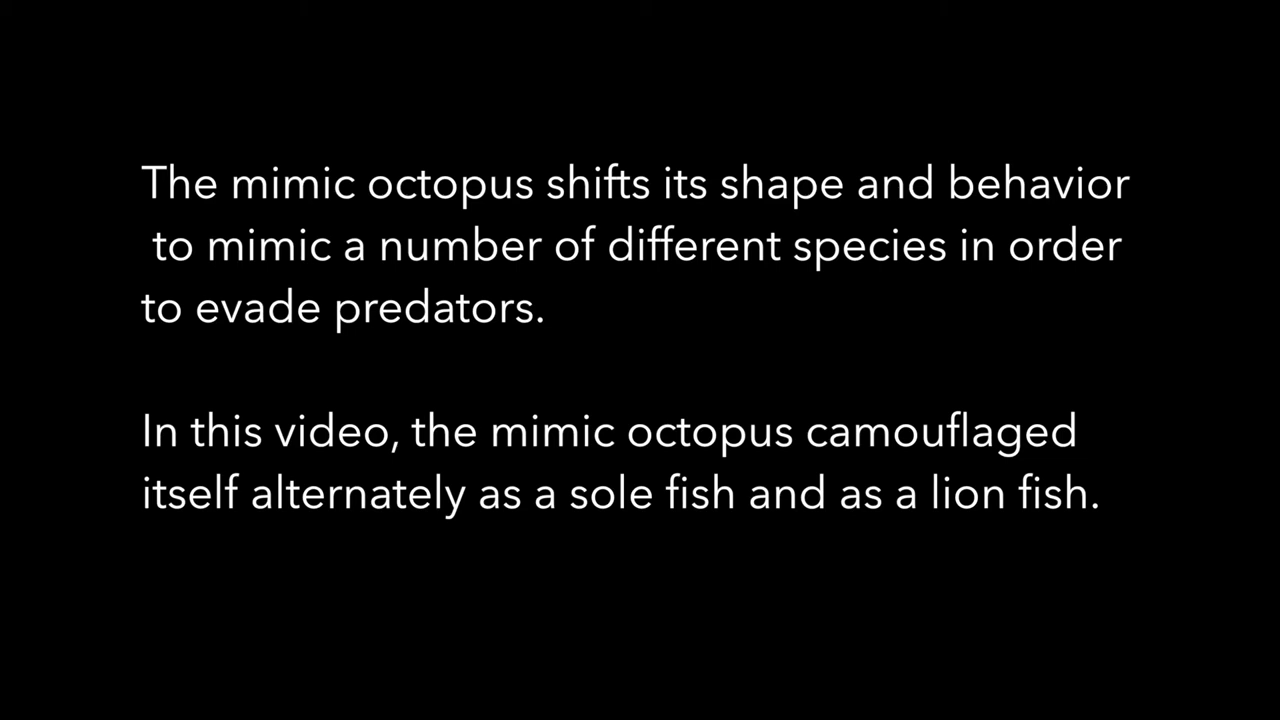 The mimic octopus shifts its shape and behavior
to mimic a number of different species in order
to evade predators.
In this video, the mimic octopus camouflaged
itself alternately as a sole fish and as a lion fish.